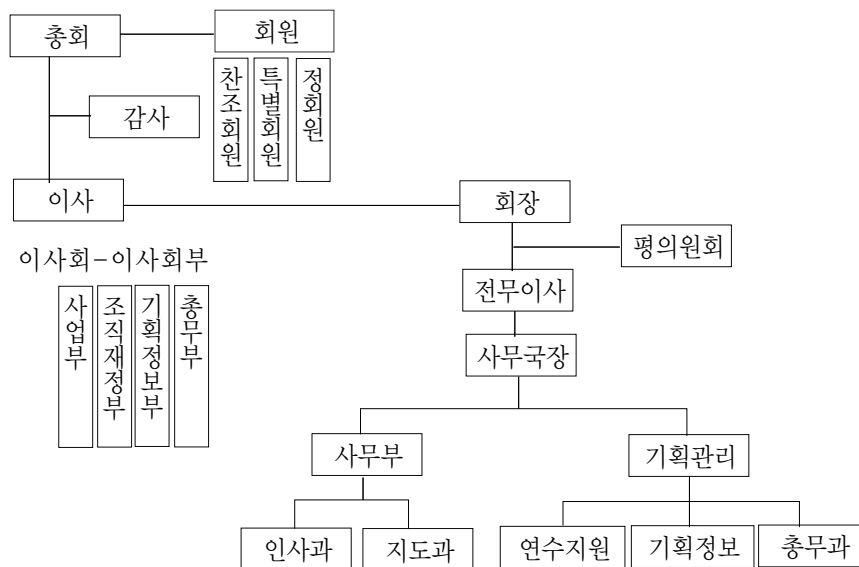 총회
회원
찬조회원
특별회원
정회원
감사
이사
회장
평의원회
이사회-이사회부
전무이사
사업부
조직재정부
기획정보부
총무부
사무국장
사무부
기획관리
인사과
지도과
연수지원
기획정보
총무과